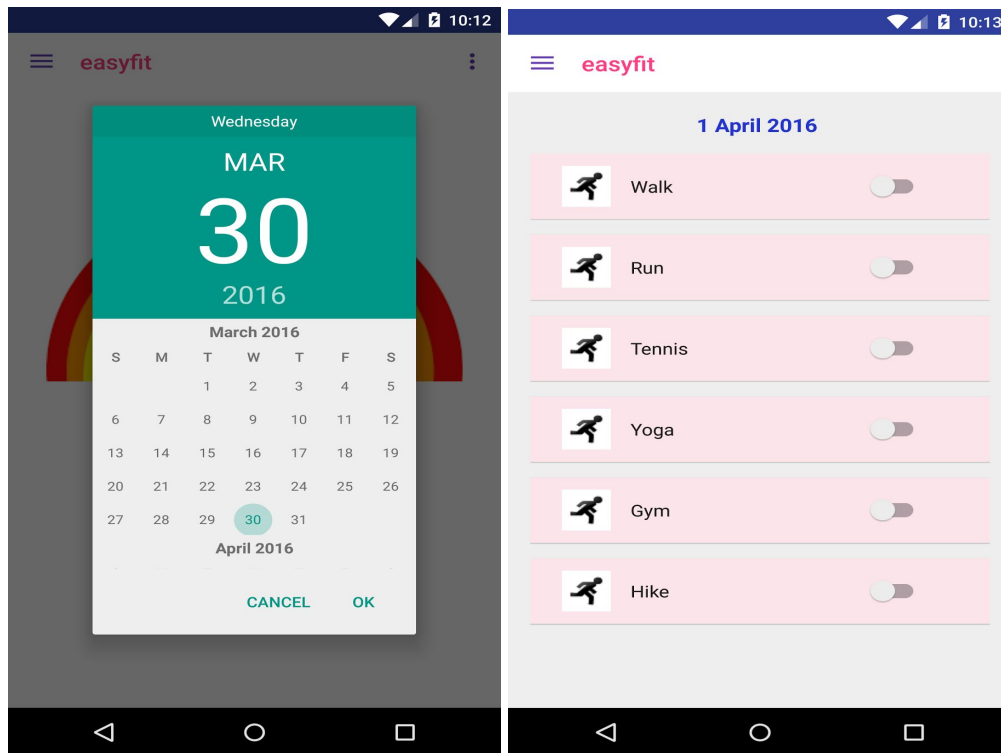 10:12
easyfit
Wednesday
MAR
30
2016
March 2016
S M T W T F S
1 2 3 4 5
6 7 8 9 10 11 12
13 14 15 16 17 18 19
20 21 22 23 24 25 26
27 28 29 30 31
April 2016
CANCEL OK
10:13
easyfit
1 April 2016
Walk
Run
Tennis
Yoga
Gym
Hike